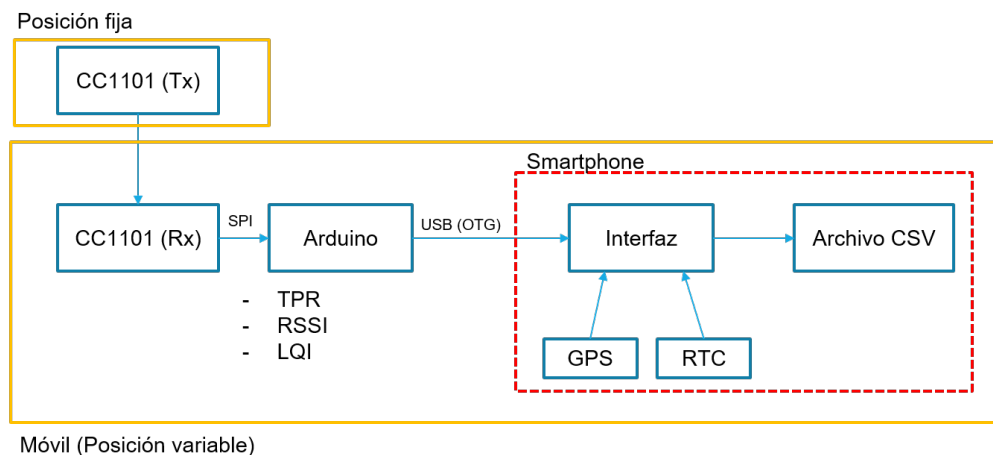 Posición fija
CC1101 (Tx)
Smartphone
CC1101 (Rx)
SPI
Arduino
USB (OTG)
Interfaz
Archivo CSV
- TPR
- RSSI
- LQI
GPS
RTC
Móvil (Posición variable)